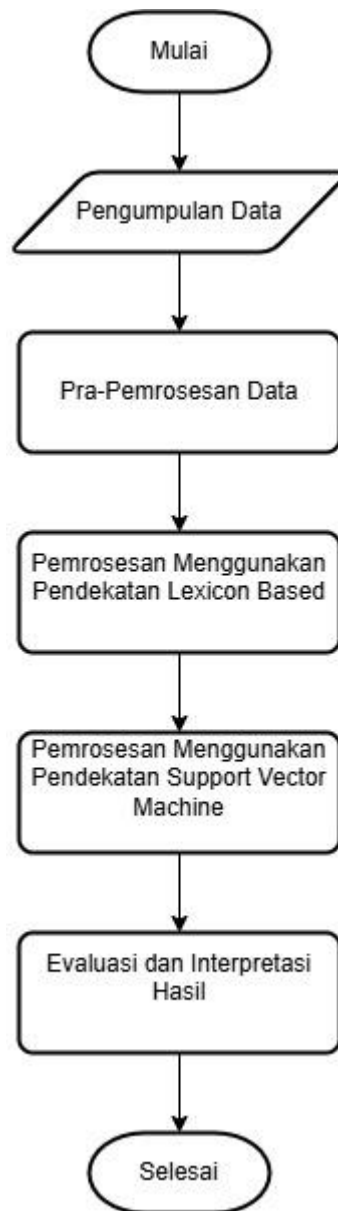 Mulai
Pengumpulan Data
Pra-Pemrosesan Data
Pemrosesan Menggunakan
Pendekatan Lexicon Based
Pemrosesan Menggunakan
Pendekatan Support Vector
Machine
Evaluasi dan Interpretasi
Hasil
Selesai